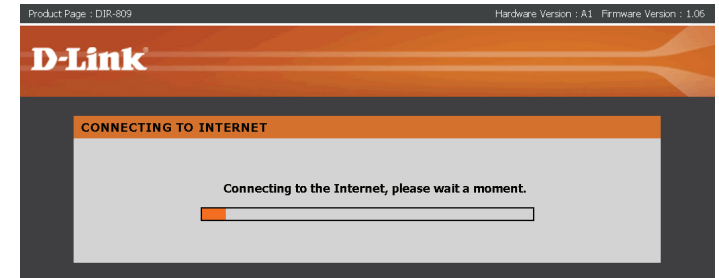 Product Page : DIR-809
Hardware Version : A1 Firmware Version : 1.06
D-Link
CONNECTING TO INTERNET
Connecting to the Internet, please wait a moment.